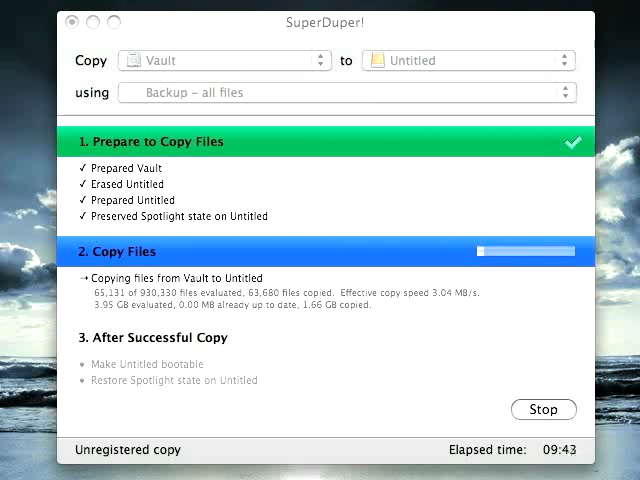 SuperDuper!
Copy Vault to Untitled
using Backup – all files
1. Prepare to Copy Files
✓ Prepared Vault
✓ Erased Untitled
✓ Prepared Untitled
✓ Preserved Spotlight state on Untitled
2. Copy Files
→ Copying files from Vault to Untitled
65,131 of 930,330 files evaluated, 63,680 files copied. Effective copy speed 3.04 MB/s.
3.95 GB evaluated, 0.00 MB already up to date, 1.66 GB copied.
3. After Successful Copy
• Make Untitled bootable
• Restore Spotlight state on Untitled
Stop
Unregistered copy Elapsed time: 09:43